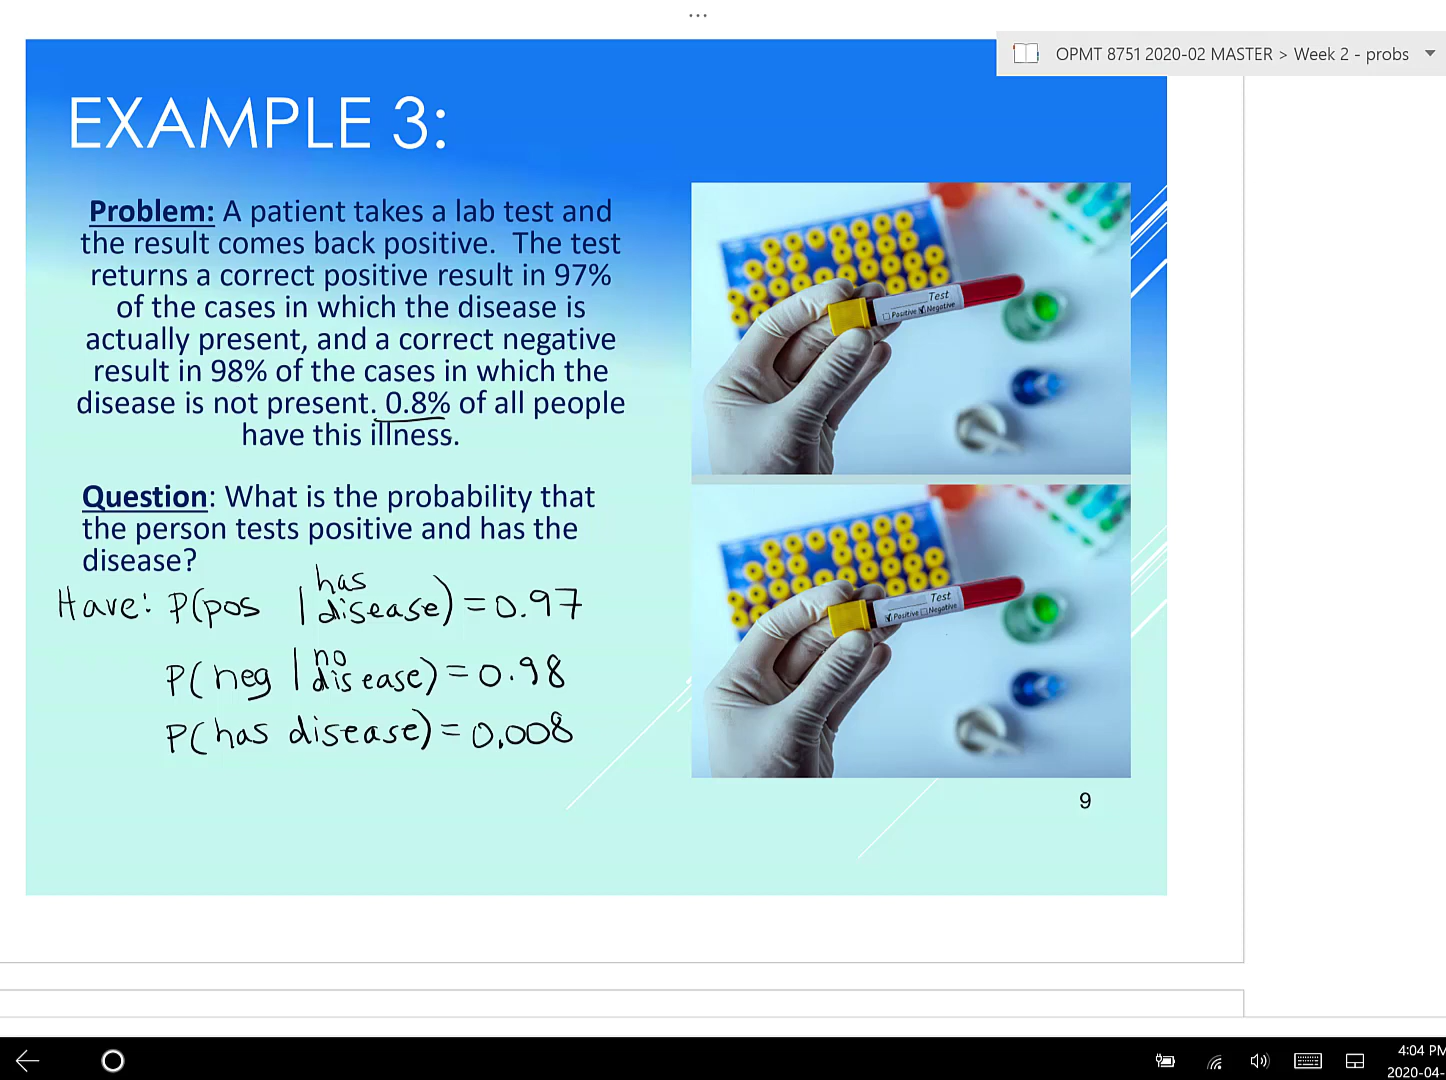 ...
OPMT 8751 2020-02 MASTER > Week 2 - probs
EXAMPLE 3:
Problem: A patient takes a lab test and
the result comes back positive. The test
returns a correct positive result in 97%
of the cases in which the disease is
actually present, and a correct negative
result in 98% of the cases in which the
disease is not present. 0.8% of all people
have this illness.
Question: What is the probability that
the person tests positive and has the
disease?
Have: P(pos | has disease) = 0.97
P(neg | no disease) = 0.98
P(has disease) = 0.008
Test
Positive Negative
Test
Positive Negative
9
4:04 PM
2020-04-